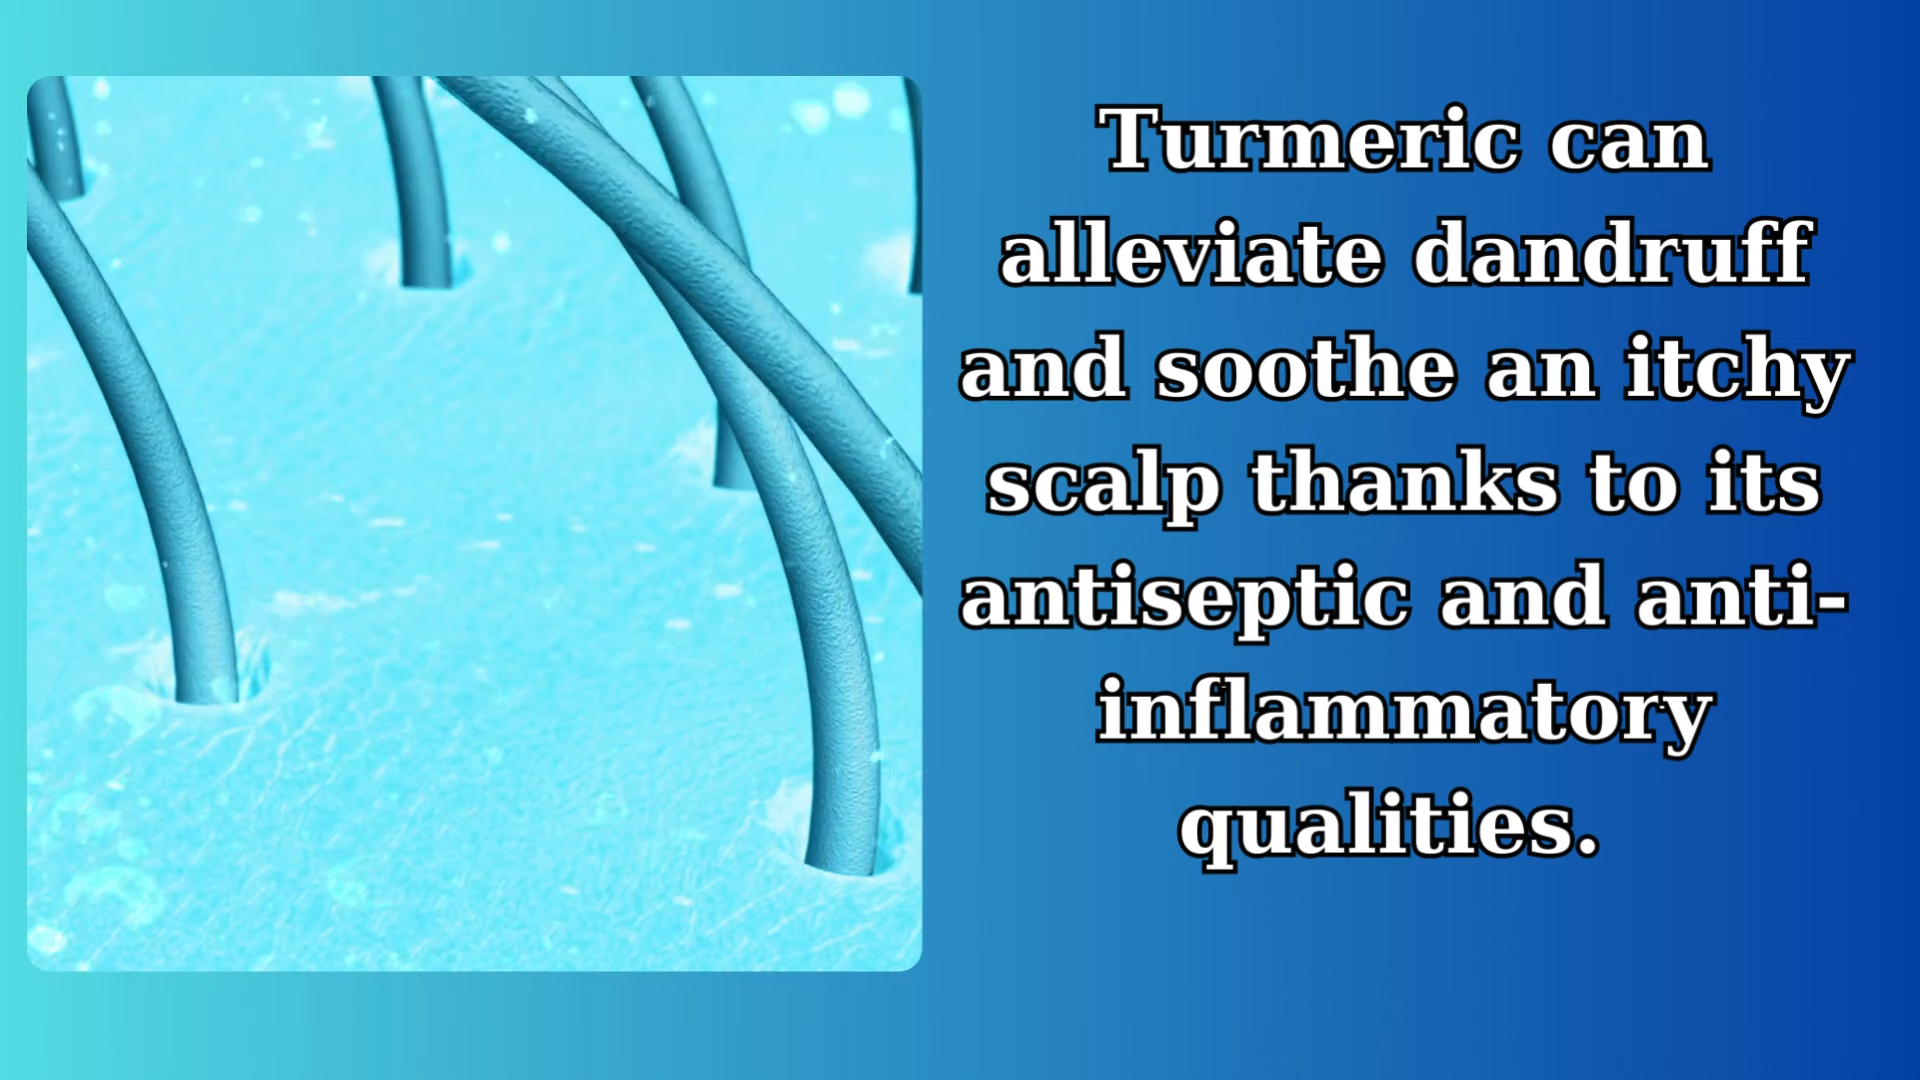 Turmeric can
alleviate dandruff
and soothe an itchy
scalp thanks to its
antiseptic and anti-
inflammatory
qualities.